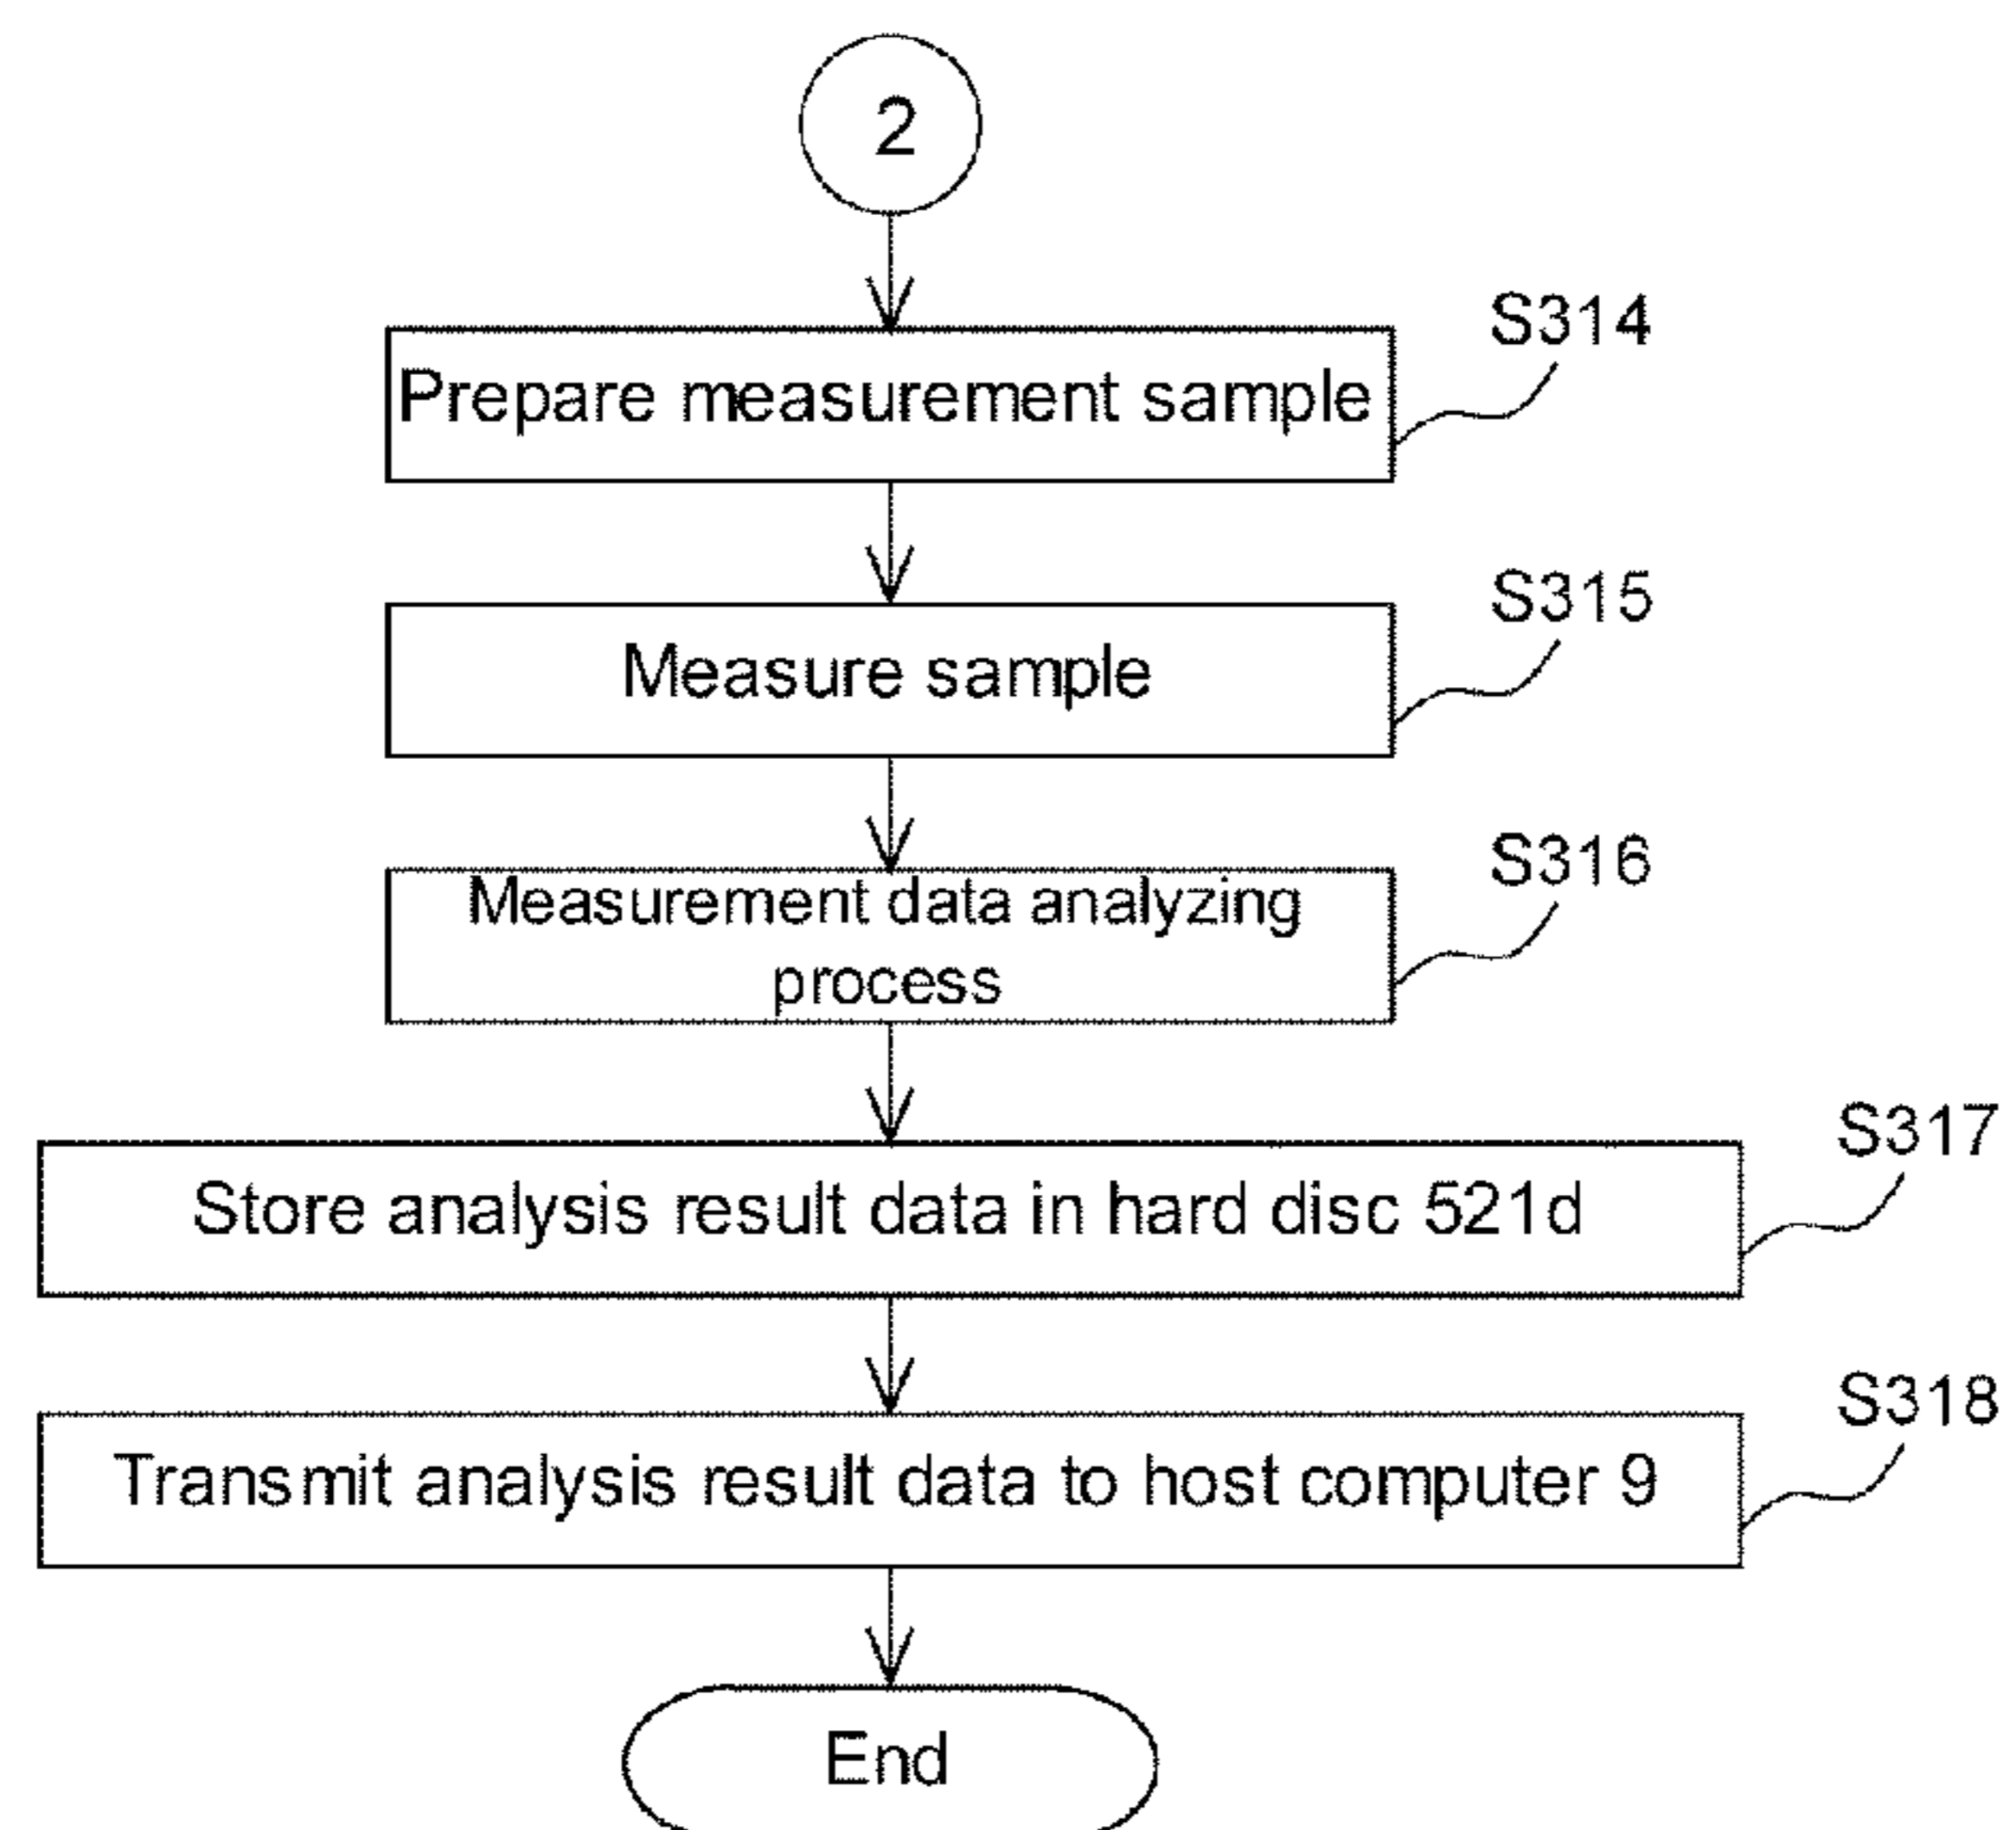 2
S314
Prepare measurement sample
S315
Measure sample
S316
Measurement data analyzing
process
S317
Store analysis result data in hard disc 521d
S318
Transmit analysis result data to host computer 9
End